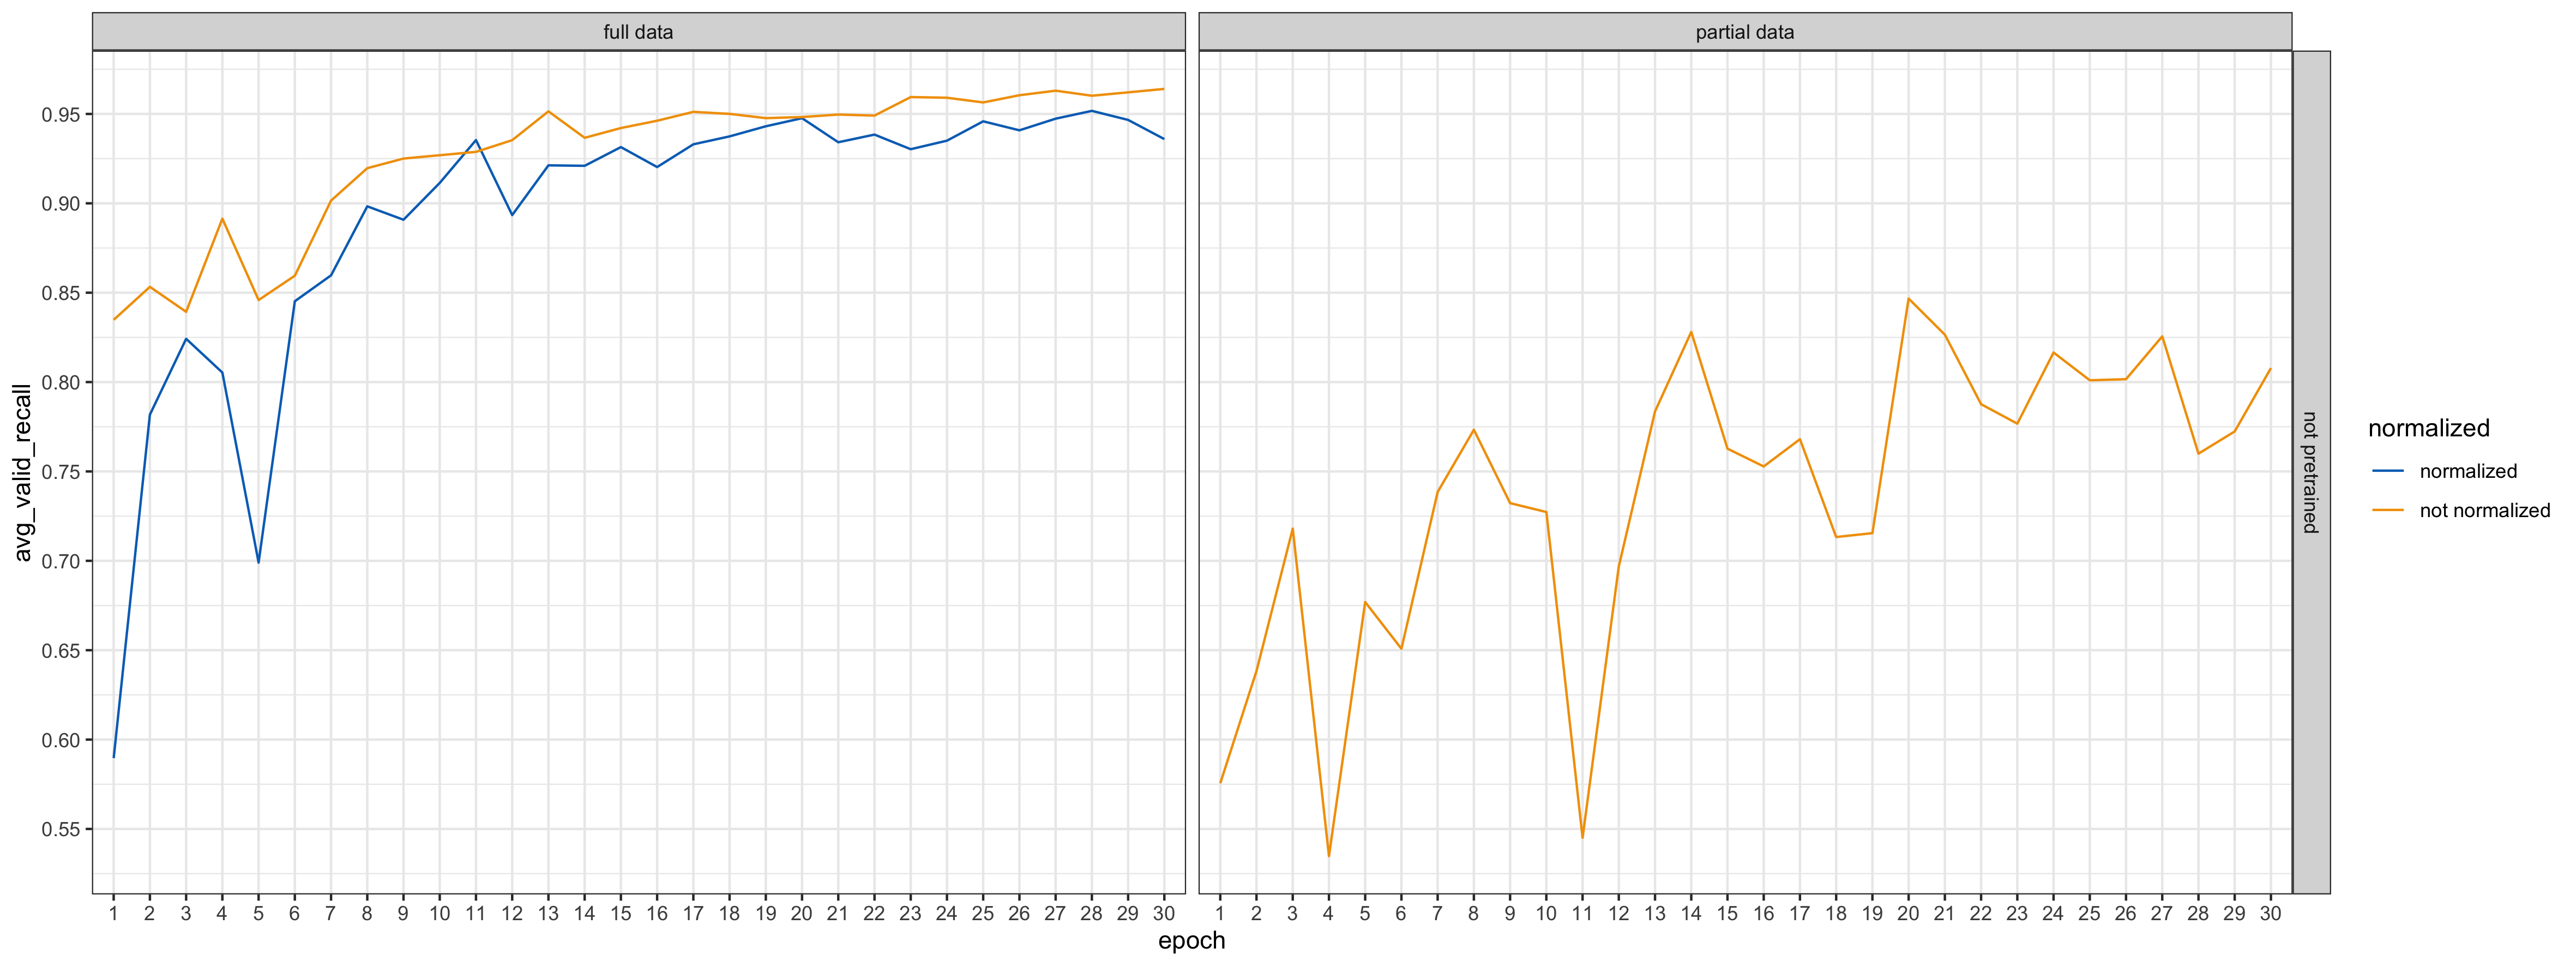 full data
partial data
avg_valid_recall
0.95
0.90
0.85
0.80
0.75
0.70
0.65
0.60
0.55
1 2 3 4 5 6 7 8 9 10 11 12 13 14 15 16 17 18 19 20 21 22 23 24 25 26 27 28 29 30
1 2 3 4 5 6 7 8 9 10 11 12 13 14 15 16 17 18 19 20 21 22 23 24 25 26 27 28 29 30
epoch
not pretrained
normalized
normalized
not normalized